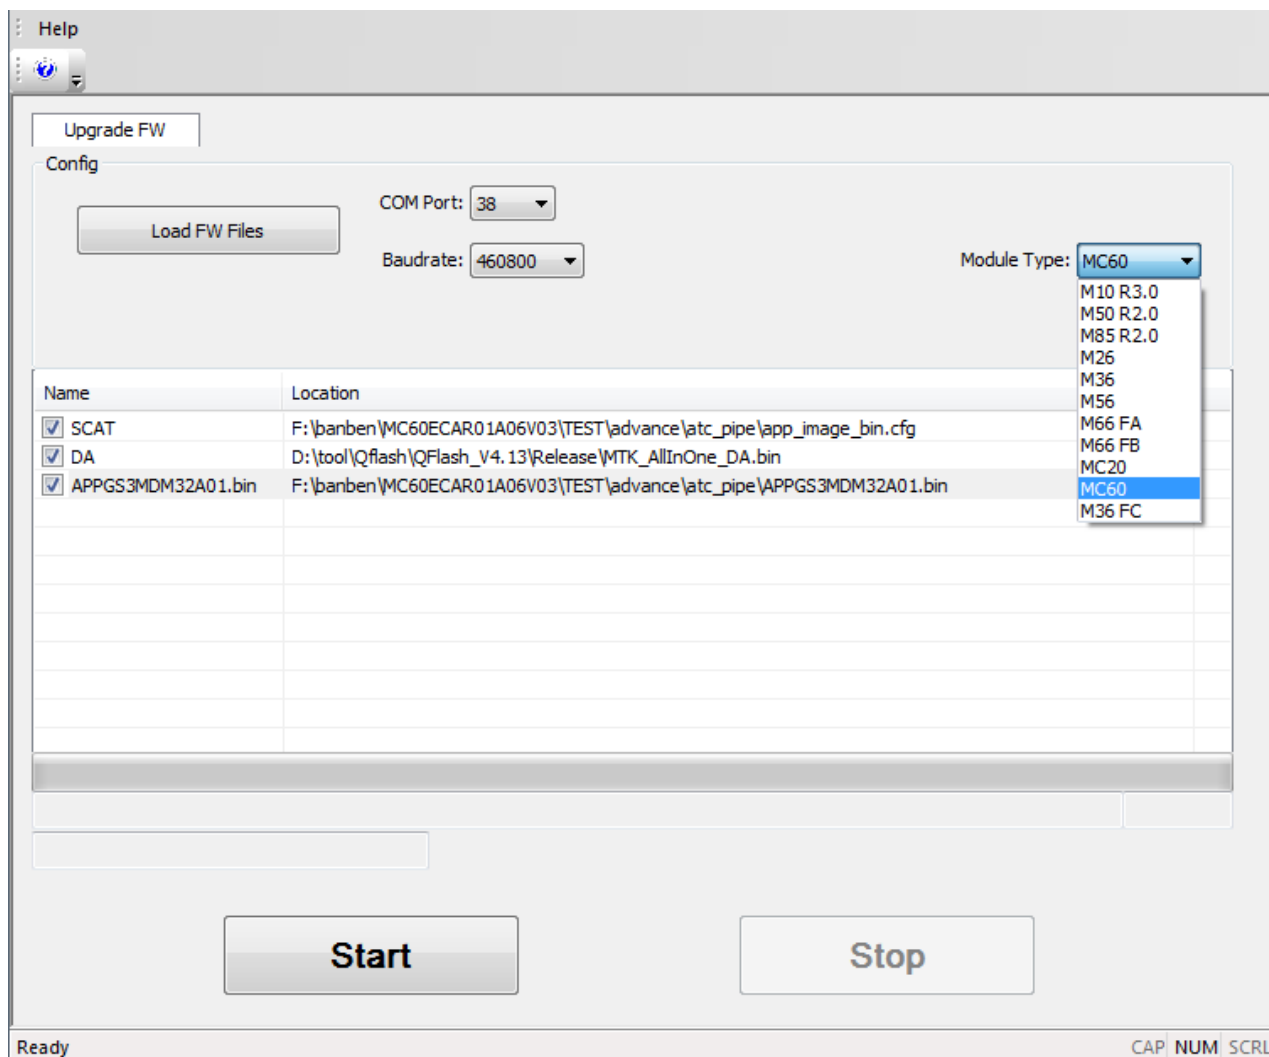 Help
Upgrade FW
Config
Load FW Files
COM Port: 38
Baudrate: 460800
Module Type: MC60
M10 R3.0
M50 R2.0
M85 R2.0
M26
M36
M56
M66 FA
M66 FB
MC20
MC60
M36 FC
Name Location
SCAT F:\banben\MC60ECAR01A06V03\TEST\advance\atc_pipe\app_image_bin.cfg
DA D:\tool\Qflash\QFlash_V4.13\Release\MTK_AllInOne_DA.bin
APPGS3MDM32A01.bin F:\banben\MC60ECAR01A06V03\TEST\advance\atc_pipe\APPGS3MDM32A01.bin
Start Stop
Ready CAP NUM SCRL